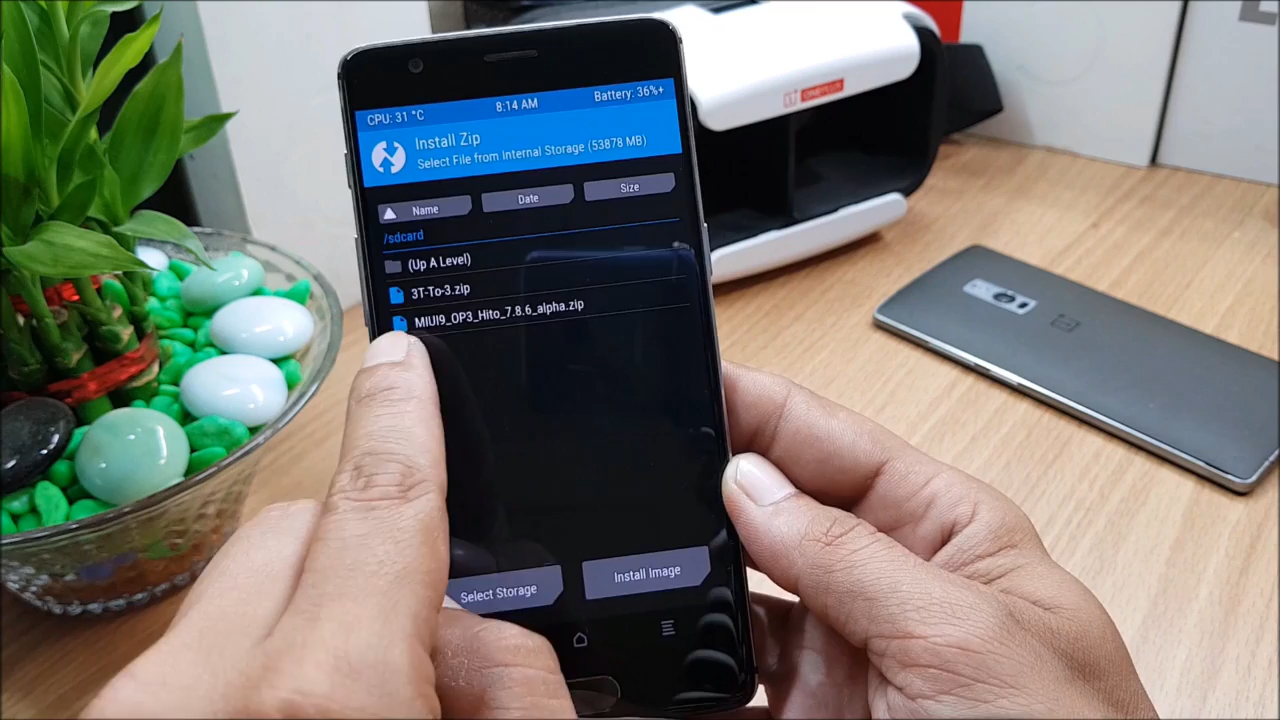 CPU: 31 °C 8:14 AM Battery: 36%+
Install Zip
Select File from Internal Storage (53878 MB)
Name Date Size
/sdcard
(Up A Level)
3T-To-3.zip
MIUI9_OP3_Hito_7.8.6_alpha.zip
Select Storage Install Image
ONEPLUS